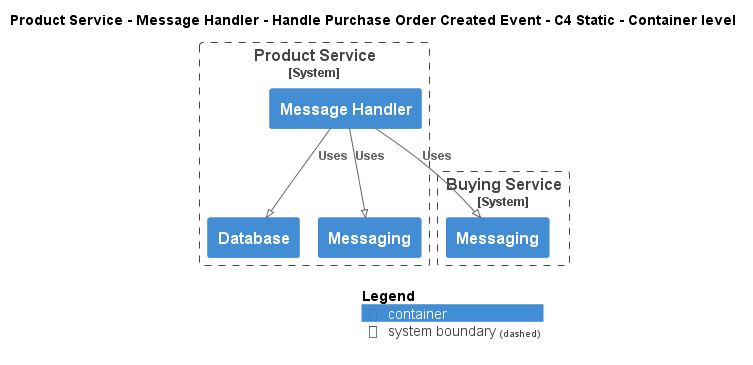 Product Service - Message Handler - Handle Purchase Order Created Event - C4 Static - Container level
Product Service
[System]
Message Handler
Uses
Uses
Uses
Buying Service
[System]
Database
Messaging
Messaging
Legend
container
system boundary (dashed)